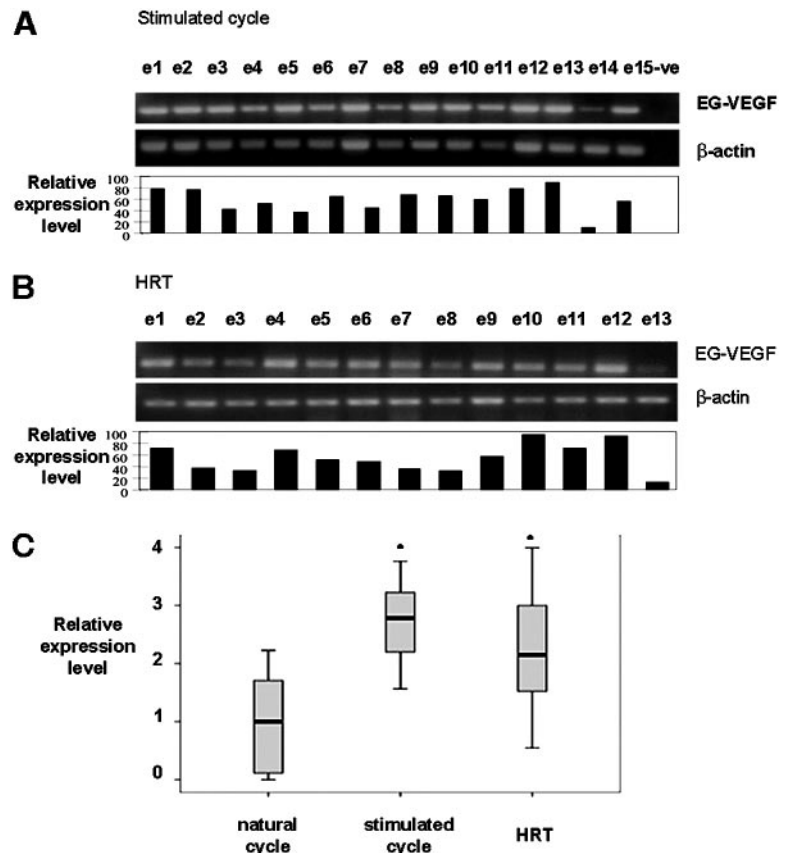 A
Stimulated cycle
e1 e2 e3 e4 e5 e6 e7 e8 e9 e10 e11 e12 e13 e14 e15-ve
EG-VEGF
β-actin
Relative
expression
level
100
80
60
40
20
0
B
HRT
e1 e2 e3 e4 e5 e6 e7 e8 e9 e10 e11 e12 e13
EG-VEGF
β-actin
Relative
expression
level
100
80
60
40
20
0
C
Relative
expression
level
4
3
2
1
0
natural
cycle
stimulated
cycle
HRT